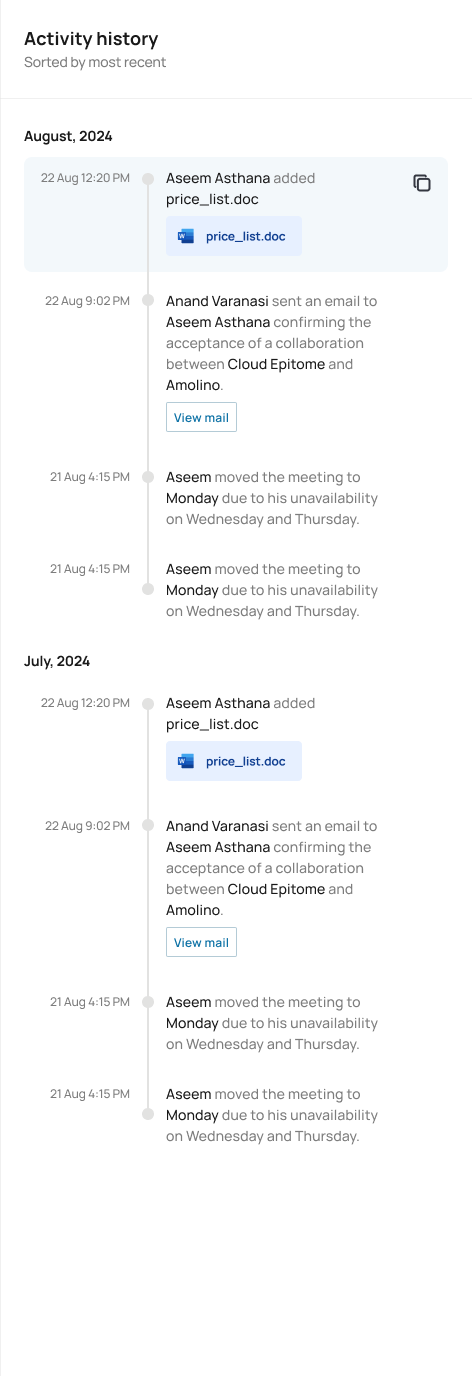 Activity history
Sorted by most recent
August, 2024
22 Aug 12:20 PM
Aseem Asthana added
price_list.doc
W
price_list.doc
22 Aug 9:02 PM
Anand Varanasi sent an email to
Aseem Asthana confirming the
acceptance of a collaboration
between Cloud Epitome and
Amolino.
View mail
21 Aug 4:15 PM
Aseem moved the meeting to
Monday due to his unavailability
on Wednesday and Thursday.
21 Aug 4:15 PM
Aseem moved the meeting to
Monday due to his unavailability
on Wednesday and Thursday.
July, 2024
22 Aug 12:20 PM
Aseem Asthana added
price_list.doc
W
price_list.doc
22 Aug 9:02 PM
Anand Varanasi sent an email to
Aseem Asthana confirming the
acceptance of a collaboration
between Cloud Epitome and
Amolino.
View mail
21 Aug 4:15 PM
Aseem moved the meeting to
Monday due to his unavailability
on Wednesday and Thursday.
21 Aug 4:15 PM
Aseem moved the meeting to
Monday due to his unavailability
on Wednesday and Thursday.